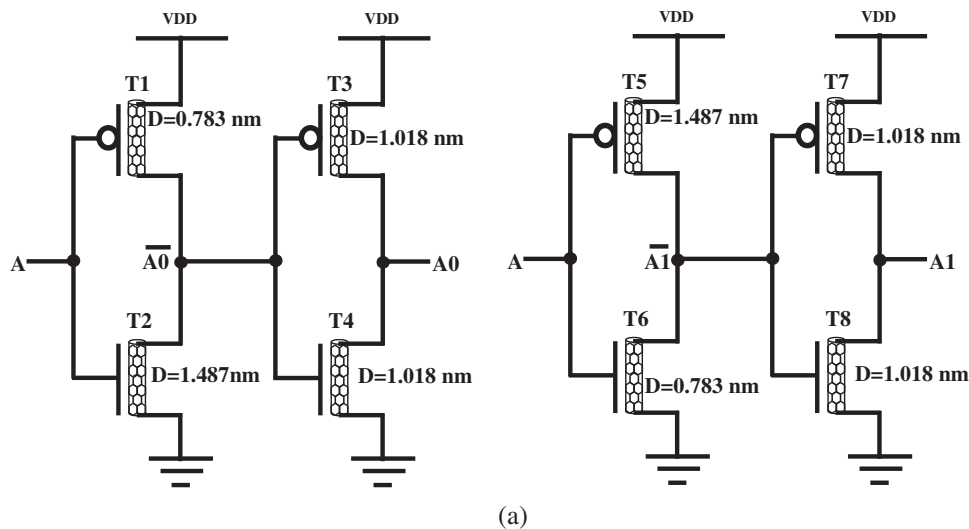 VDD VDD VDD VDD
T1 T3 T5 T7
D=0.783 nm D=1.018 nm D=1.487 nm D=1.018 nm
A A0 A0 A A1 A1
T2 T4 T6 T8
D=1.487nm D=1.018 nm D=0.783 nm D=1.018 nm
(a)